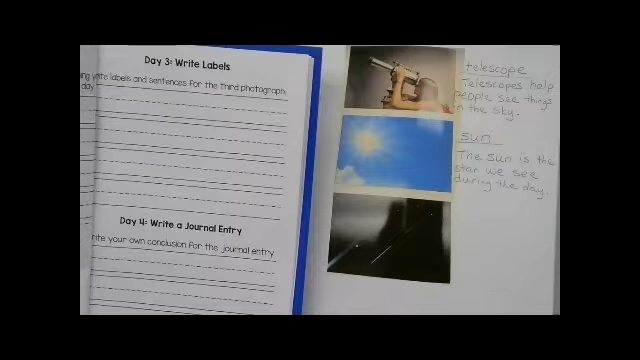 Day 3: Write Labels
write labels and sentences for the third photograph
day
Day 4: Write a Journal Entry
write your own conclusion for the journal entry
telescope
Telescopes help
people see things
in the sky.
sun
The sun is the
star we see
during the day.